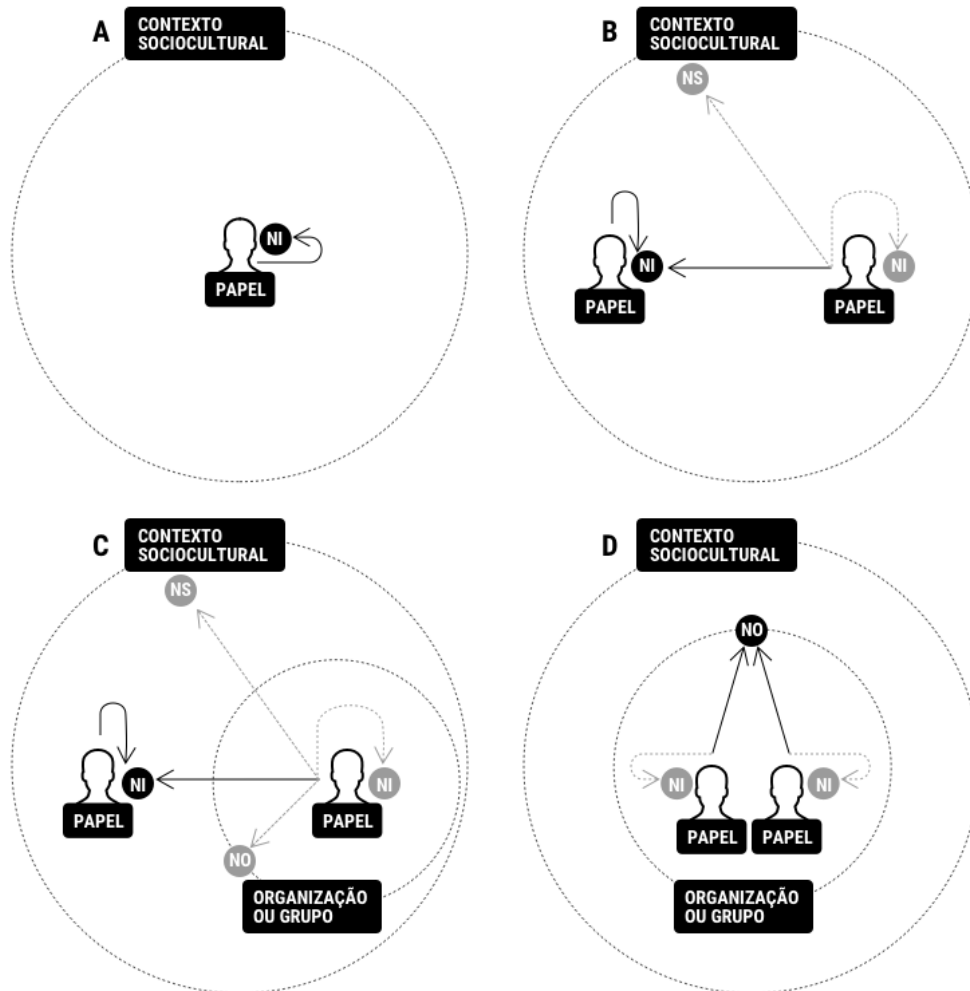 A
CONTEXTO
SOCIOCULTURAL
NI
PAPEL
B
CONTEXTO
SOCIOCULTURAL
NS
NI
NI
PAPEL
PAPEL
C
CONTEXTO
SOCIOCULTURAL
NS
NI
NI
PAPEL
PAPEL
NO
ORGANIZAÇÃO
OU GRUPO
D
CONTEXTO
SOCIOCULTURAL
NO
NI
NI
PAPEL
PAPEL
ORGANIZAÇÃO
OU GRUPO